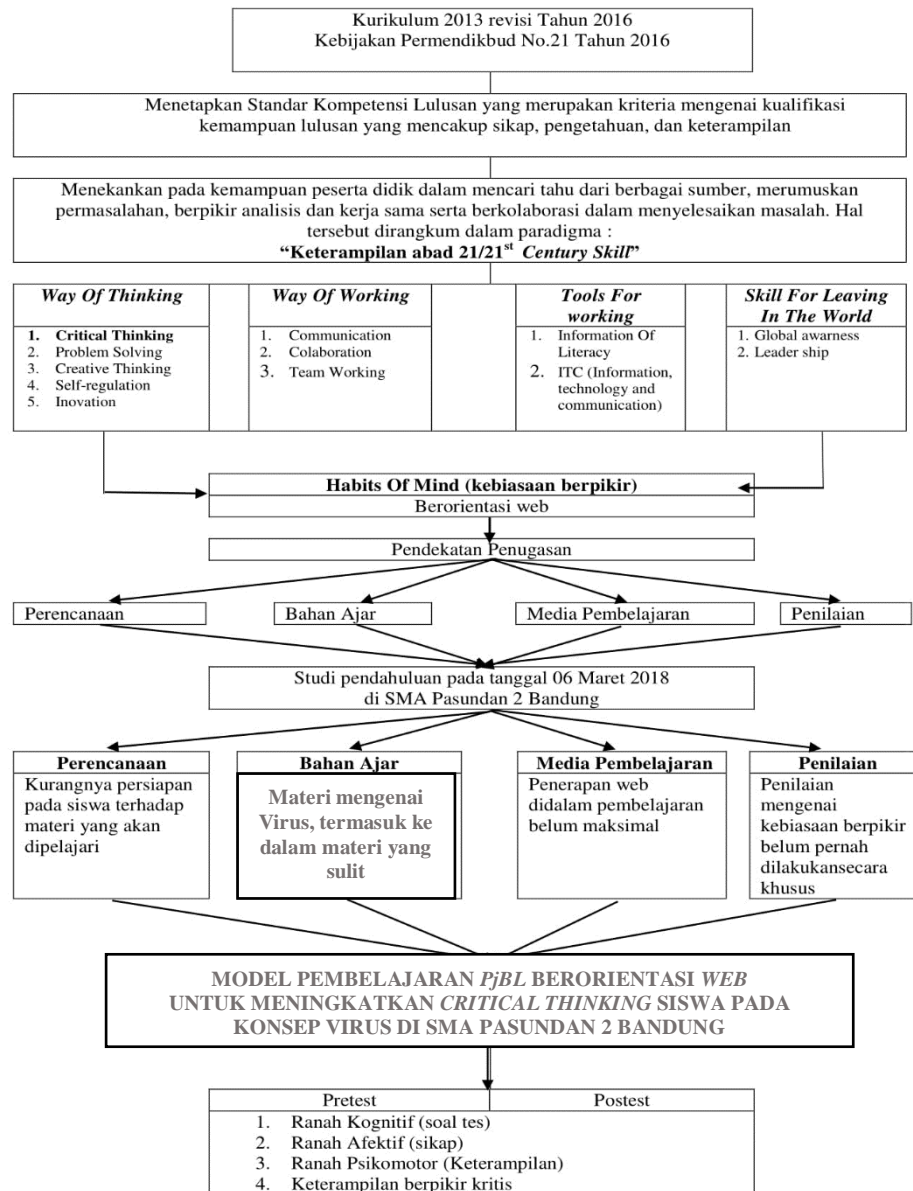 Kurikulum 2013 revisi Tahun 2016
Kebijakan Permendikbud No.21 Tahun 2016
Menetapkan Standar Kompetensi Lulusan yang merupakan kriteria mengenai kualifikasi
kemampuan lulusan yang mencakup sikap, pengetahuan, dan keterampilan
Menekankan pada kemampuan peserta didik dalam mencari tahu dari berbagai sumber, merumuskan
permasalahan, berpikir analisis dan kerja sama serta berkolaborasi dalam menyelesaikan masalah. Hal
tersebut dirangkum dalam paradigma :
“Keterampilan abad 21/21st Century Skill”
Way Of Thinking
1. Critical Thinking
2. Problem Solving
3. Creative Thinking
4. Self-regulation
5. Inovation
Way Of Working
1. Communication
2. Colaboration
3. Team Working
Tools For
working
1. Information Of
Literacy
2. ITC (Information,
technology and
communication)
Skill For Leaving
In The World
1. Global awarness
2. Leader ship
Habits Of Mind (kebiasaan berpikir)
Berorientasi web
Pendekatan Penugasan
Perencanaan
Bahan Ajar
Media Pembelajaran
Penilaian
Studi pendahuluan pada tanggal 06 Maret 2018
di SMA Pasundan 2 Bandung
Perencanaan
Kurangnya persiapan
pada siswa terhadap
materi yang akan
dipelajari
Bahan Ajar
Materi mengenai
Virus, termasuk ke
dalam materi yang
sulit
Media Pembelajaran
Penerapan web
didalam pembelajaran
belum maksimal
Penilaian
Penilaian
mengenai
kebiasaan berpikir
belum pernah
dilakukansecara
khusus
MODEL PEMBELAJARAN PjBL BERORIENTASI WEB
UNTUK MENINGKATKAN CRITICAL THINKING SISWA PADA
KONSEP VIRUS DI SMA PASUNDAN 2 BANDUNG
Pretest
Postest
1. Ranah Kognitif (soal tes)
2. Ranah Afektif (sikap)
3. Ranah Psikomotor (Keterampilan)
4. Keterampilan berpikir kritis